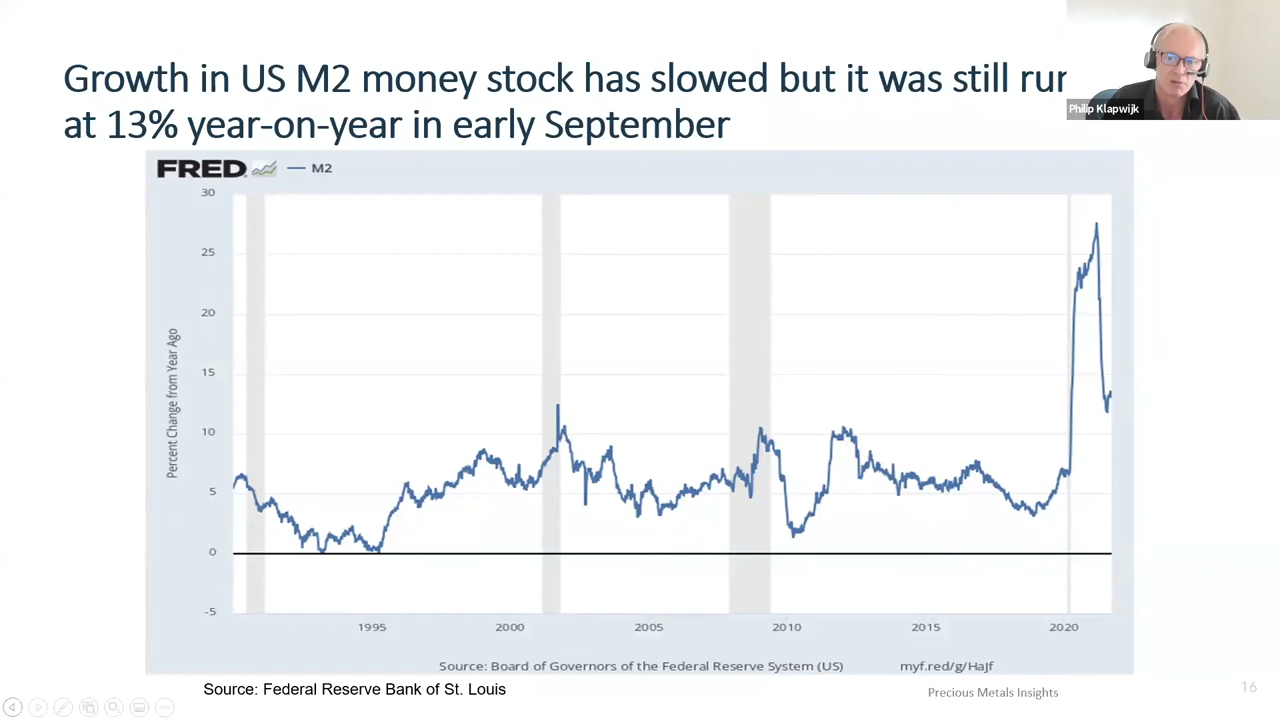 Growth in US M2 money stock has slowed but it was still run
at 13% year-on-year in early September
Philip Klapwijk
FRED
M2
30
25
20
15
10
5
0
-5
Percent Change from Year Ago
1995 2000 2005 2010 2015 2020
Source: Board of Governors of the Federal Reserve System (US) myf.red/g/HaJf
Source: Federal Reserve Bank of St. Louis
Precious Metals Insights
16